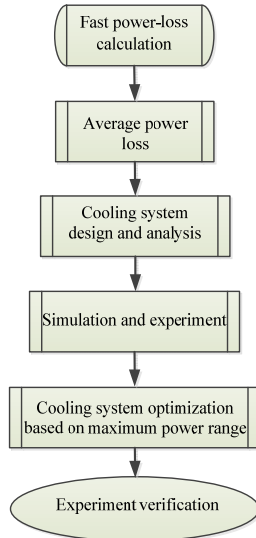 Fast power-loss
calculation
Average power
loss
Cooling system
design and analysis
Simulation and experiment
Cooling system optimization
based on maximum power range
Experiment verification